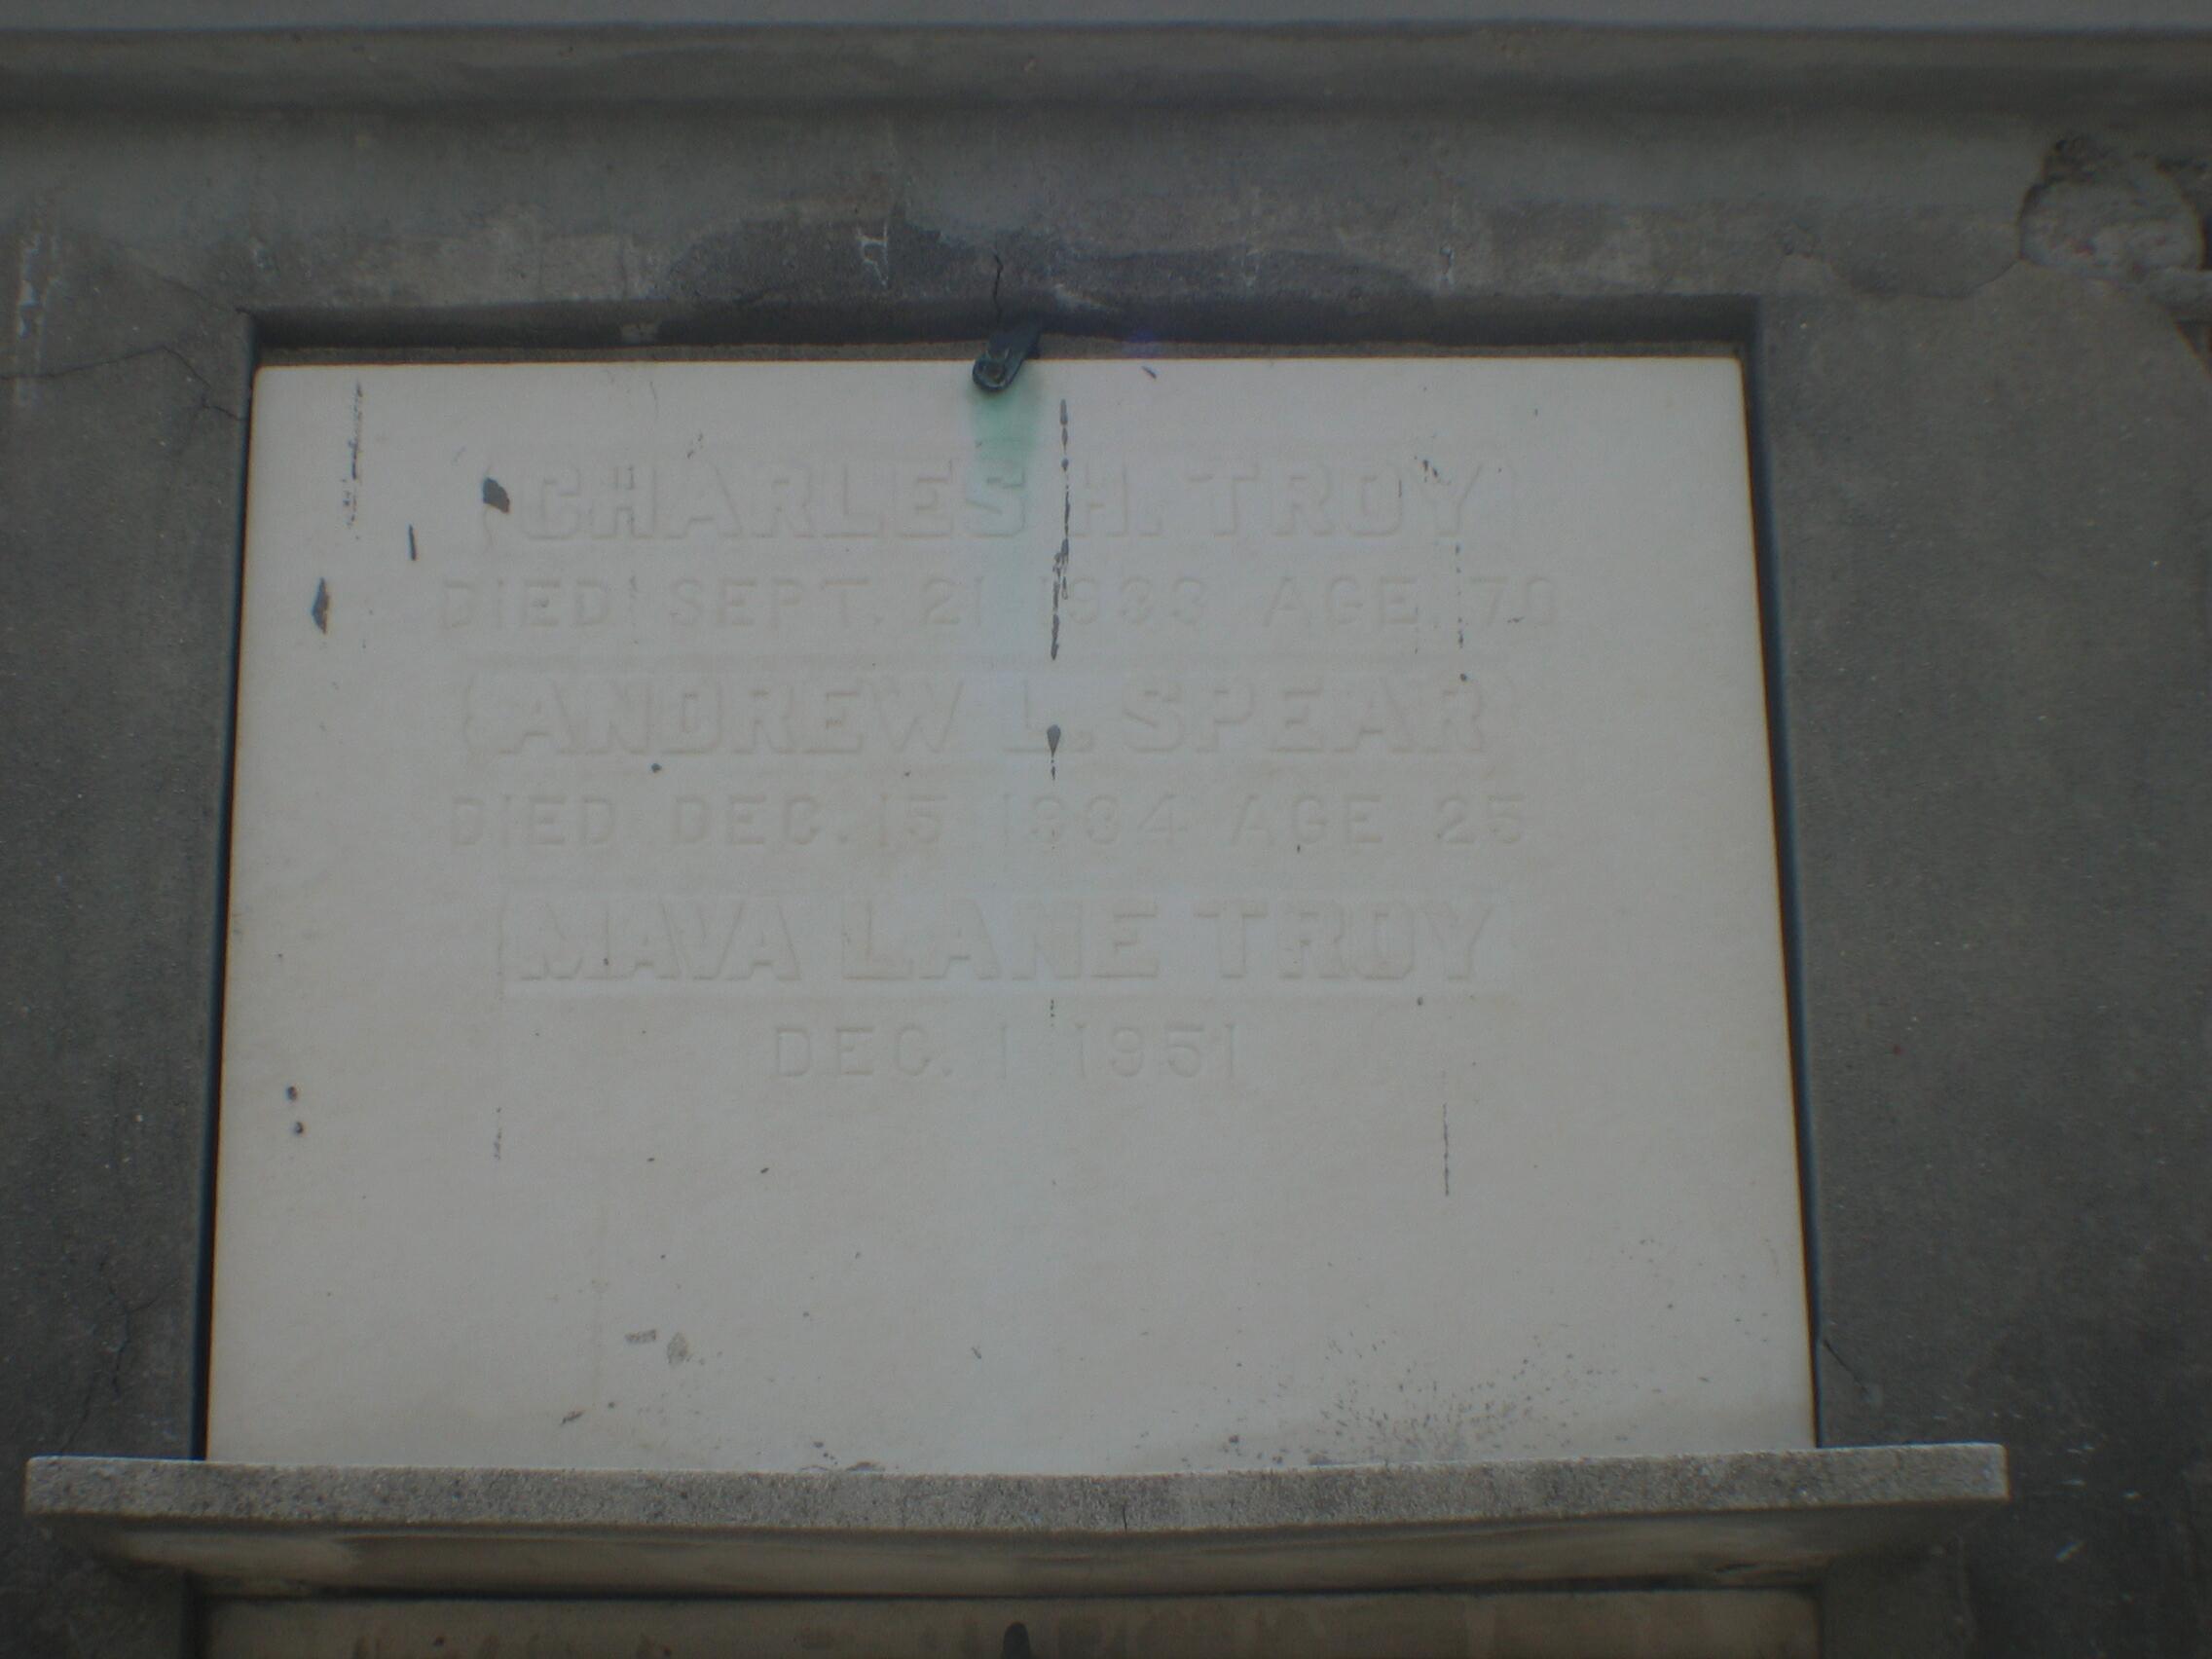 CHARLES H. TROY
DIED SEPT. 21 1933 AGE
ANDREW L. SPEAR
DIED DEC. 15 1934 AGE 25
MAVA LANE TROY
DEC. 1 1951